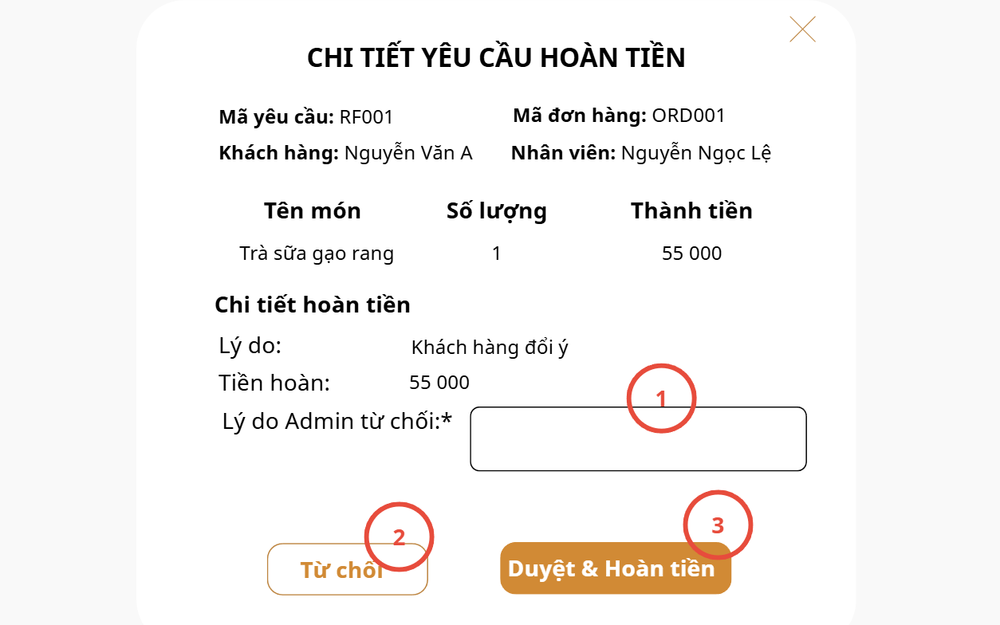 CHI TIẾT YÊU CẦU HOÀN TIỀN
Mã yêu cầu: RF001 Mã đơn hàng: ORD001
Khách hàng: Nguyễn Văn A Nhân viên: Nguyễn Ngọc Lệ
Tên món Số lượng Thành tiền
Trà sữa gạo rang 1 55 000
Chi tiết hoàn tiền
Lý do: Khách hàng đổi ý
Tiền hoàn: 55 000
1
Lý do Admin từ chối:*
2 3
Từ chối Duyệt & Hoàn tiền